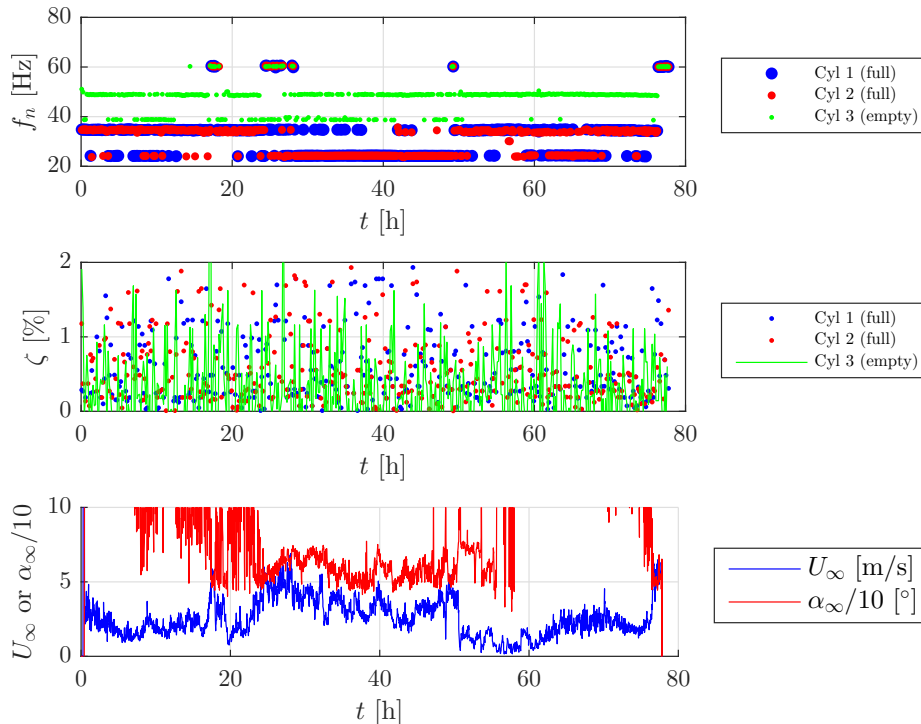 80
60
40
20
0 20 40 60 80
f_n [Hz]
t [h]
Cyl 1 (full)
Cyl 2 (full)
Cyl 3 (empty)
2
1
0
0 20 40 60 80
ζ [%]
t [h]
Cyl 1 (full)
Cyl 2 (full)
Cyl 3 (empty)
10
5
0
0 20 40 60 80
U_∞ or α_∞/10
t [h]
U_∞ [m/s]
α_∞/10 [°]